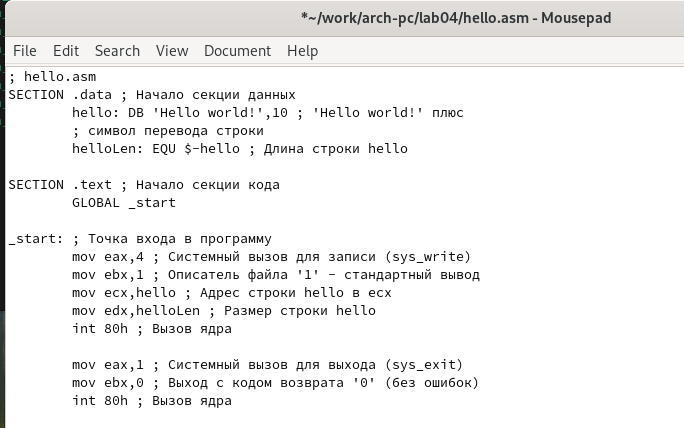 *~/work/arch-pc/lab04/hello.asm - Mousepad
File Edit Search View Document Help
; hello.asm
SECTION .data ; Начало секции данных
hello: DB 'Hello world!',10 ; 'Hello world!' плюс
; символ перевода строки
helloLen: EQU $-hello ; Длина строки hello
SECTION .text ; Начало секции кода
GLOBAL _start
_start: ; Точка входа в программу
mov eax,4 ; Системный вызов для записи (sys_write)
mov ebx,1 ; Описатель файла '1' - стандартный вывод
mov ecx,hello ; Адрес строки hello в ecx
mov edx,helloLen ; Размер строки hello
int 80h ; Вызов ядра
mov eax,1 ; Системный вызов для выхода (sys_exit)
mov ebx,0 ; Выход с кодом возврата '0' (без ошибок)
int 80h ; Вызов ядра